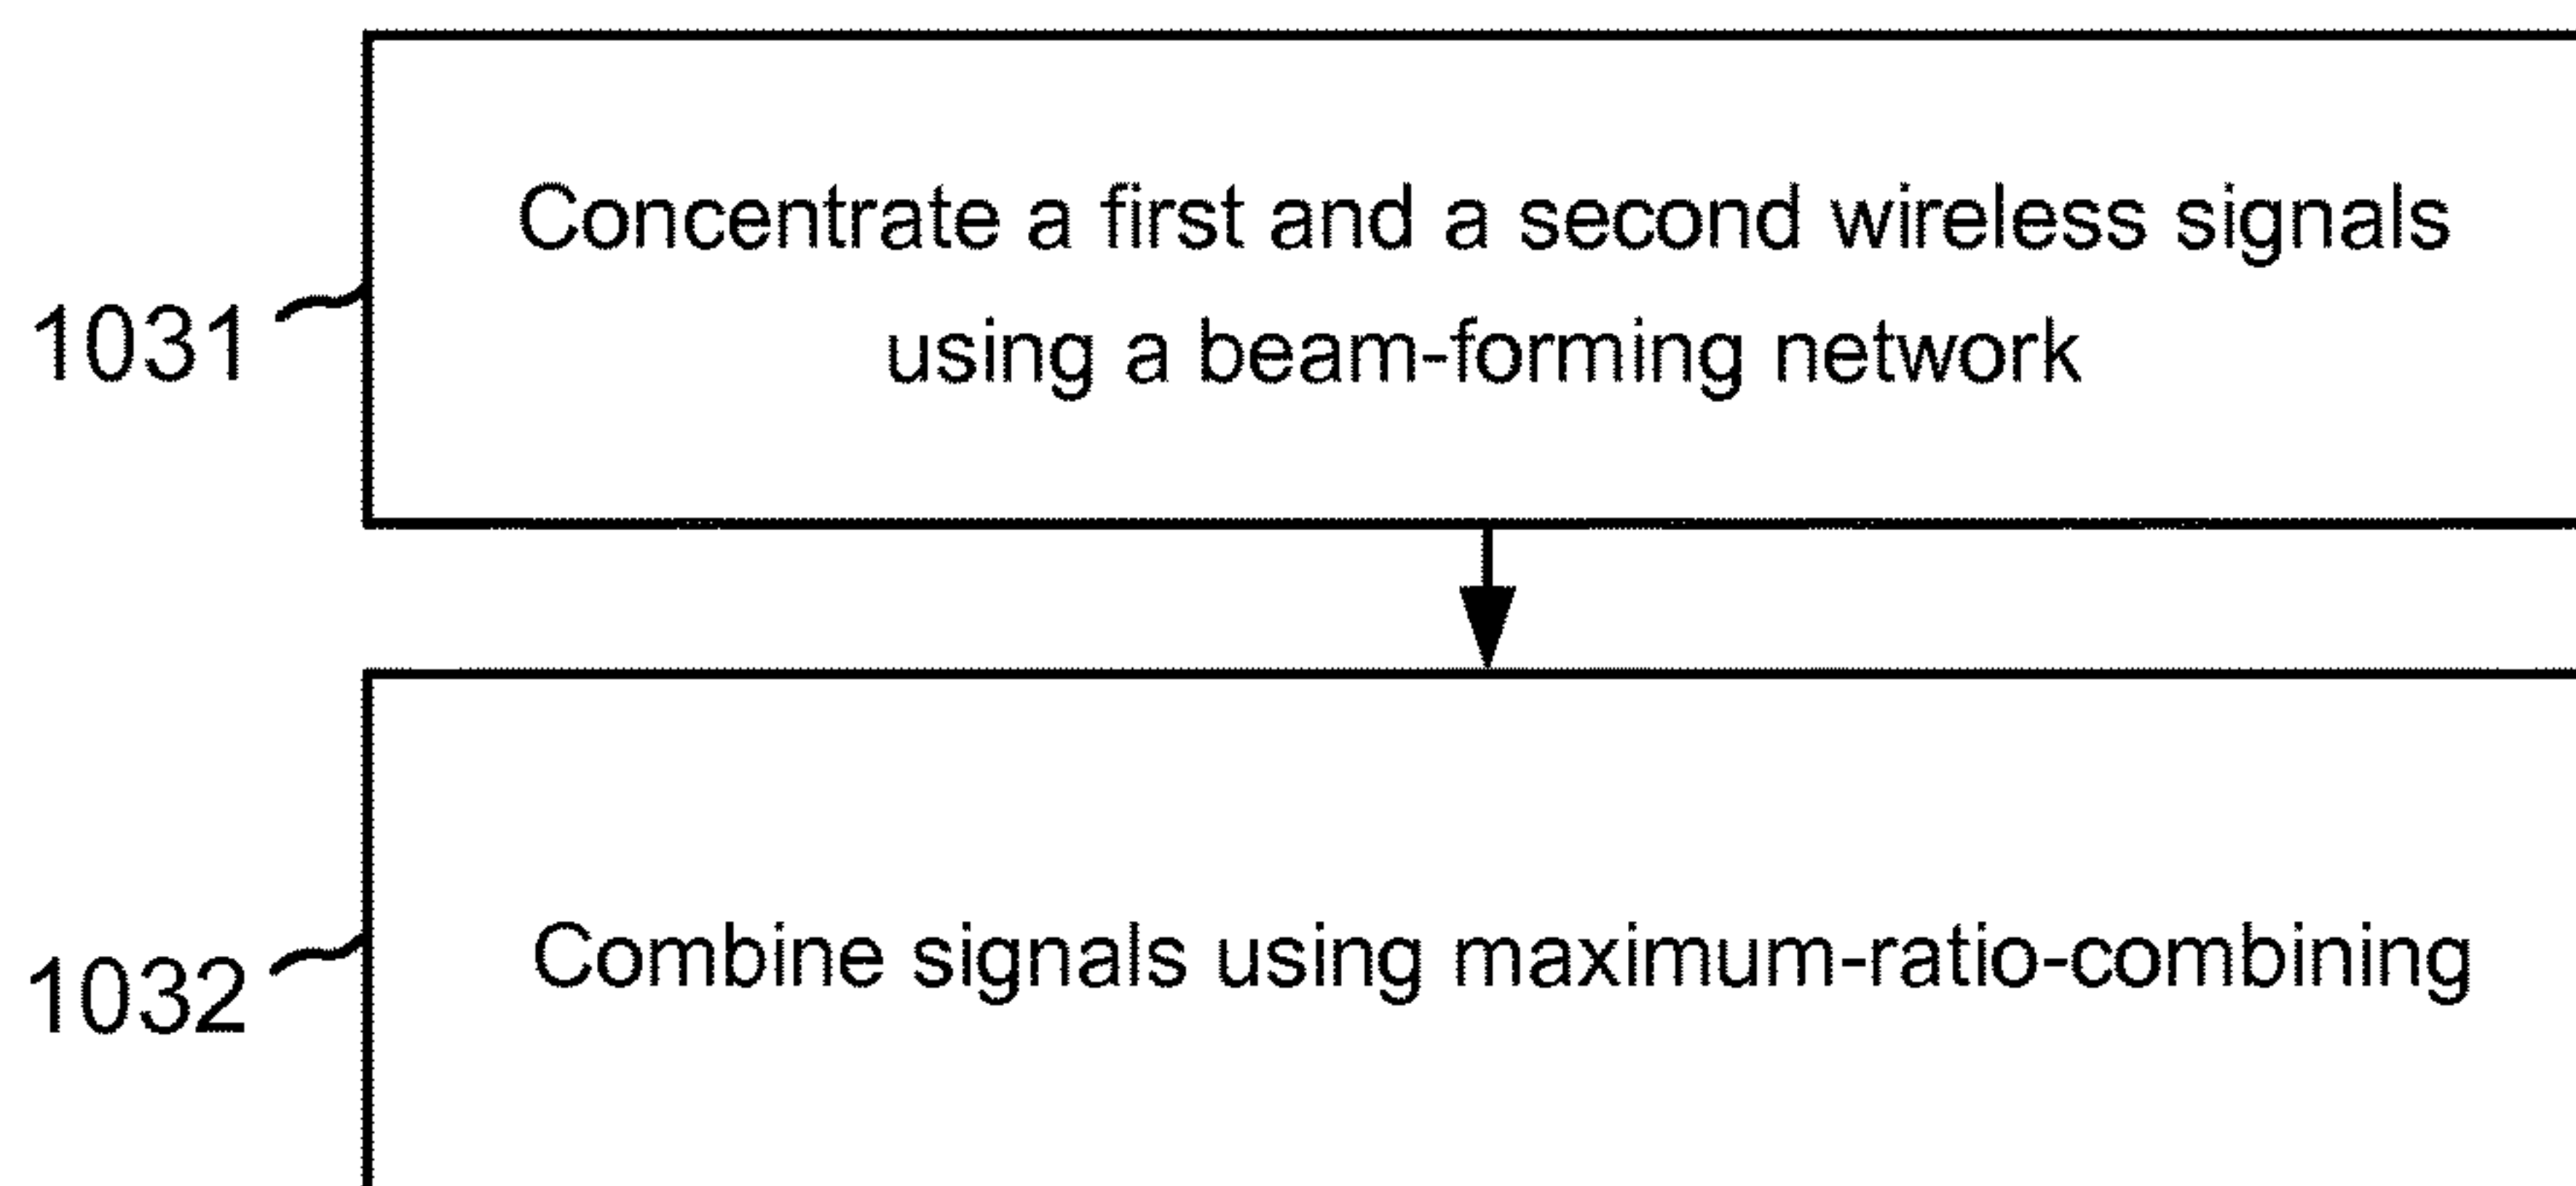 Concentrate a first and a second wireless signals
using a beam-forming network
1031
Combine signals using maximum-ratio-combining
1032